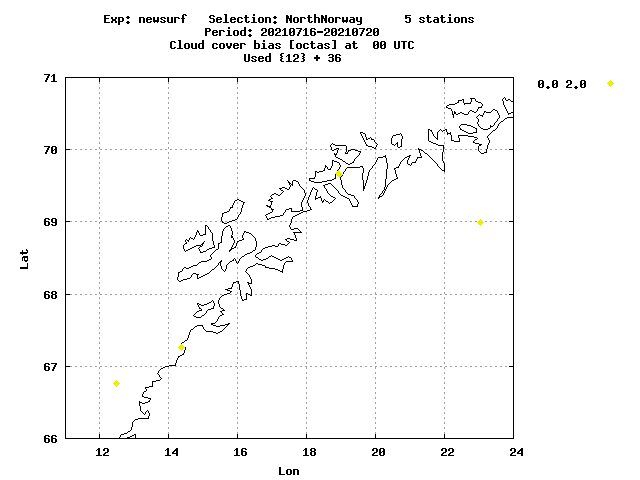 Exp: newsurf   Selection: NorthNorway      5 stations
Period: 20210716-20210720
Cloud cover bias [octas] at  00 UTC
Used {12} + 36
0.0 2.0
71
70
69
68
67
66
Lat
12 14 16 18 20 22 24
Lon